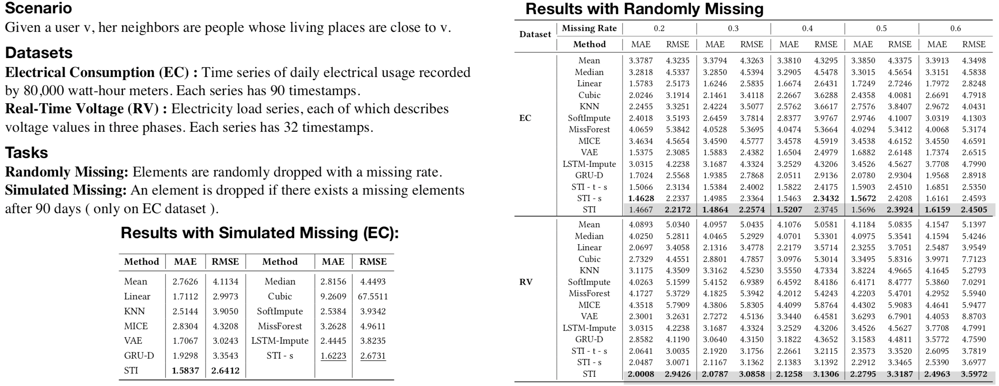 Scenario
Given a user v, her neighbors are people whose living places are close to v.
Datasets
Electrical Consumption (EC) : Time series of daily electrical usage recorded
by 80,000 watt-hour meters. Each series has 90 timestamps.
Real-Time Voltage (RV) : Electricity load series, each of which describes
voltage values in three phases. Each series has 32 timestamps.
Tasks
Randomly Missing: Elements are randomly dropped with a missing rate.
Simulated Missing: An element is dropped if there exists a missing elements
after 90 days ( only on EC dataset ).
Results with Simulated Missing (EC):
Method MAE RMSE Method MAE RMSE
Mean 2.7626 4.1134 Median 2.8156 4.4493
Linear 1.7112 2.9973 Cubic 9.2609 67.5511
KNN 2.5144 3.9050 SoftImpute 2.5384 3.9342
MICE 2.8304 4.3208 MissForest 3.2628 4.9611
VAE 1.7067 3.0243 LSTM-Impute 2.4445 3.8235
GRU-D 1.9298 3.3543 STI - s 1.6223 2.6731
STI 1.5837 2.6412
Results with Randomly Missing
Dataset Missing Rate 0.2 0.3 0.4 0.5 0.6
Method MAE RMSE MAE RMSE MAE RMSE MAE RMSE MAE RMSE
Mean 3.3787 4.3235 3.3794 4.3263 3.3810 4.3295 3.3850 4.3375 3.3913 4.3498
Median 3.2818 4.5337 3.2850 4.5394 3.2905 4.5478 3.3015 4.5654 3.3151 4.5838
Linear 1.5783 2.5173 1.6246 2.5835 1.6674 2.6431 1.7249 2.7246 1.7972 2.8248
Cubic 2.0246 3.1914 2.1461 3.4118 2.2667 3.6288 2.4358 4.0081 2.6691 4.7918
KNN 2.2455 3.3251 2.4224 3.5077 2.5762 3.6617 2.7576 3.8407 2.9672 4.0431
EC SoftImpute 2.4018 3.5193 2.6459 3.7814 2.8377 3.9767 2.9746 4.1007 3.0319 4.1303
MissForest 4.0659 5.3842 4.0528 5.3695 4.0474 5.3664 4.0294 5.3412 4.0068 5.3174
MICE 3.4634 4.5654 3.4590 4.5777 3.4578 4.5919 3.4538 4.6152 3.4550 4.6591
VAE 1.5375 2.3085 1.5883 2.4382 1.6504 2.4979 1.6882 2.6148 1.7374 2.6515
LSTM-Impute 3.0315 4.2238 3.1687 4.3324 3.2529 4.3206 3.4526 4.5627 3.7708 4.7990
GRU-D 1.7024 2.5568 1.9385 2.7868 2.0511 2.9136 2.0780 2.9304 1.9568 2.8918
STI - t - s 1.5066 2.3134 1.5384 2.4002 1.5822 2.4175 1.5903 2.4510 1.6851 2.5350
STI - s 1.4628 2.2337 1.4985 2.3364 1.5463 2.3432 1.5672 2.4208 1.6161 2.4593
STI 1.4667 2.2172 1.4864 2.2574 1.5207 2.3745 1.5696 2.3924 1.6159 2.4505
Mean 4.0893 5.0340 4.0957 5.0435 4.1076 5.0581 4.1184 5.0835 4.1547 5.1397
Median 4.0250 5.2811 4.0465 5.2929 4.0701 5.3301 4.0975 5.3541 4.1594 5.4246
Linear 2.0697 3.4058 2.1316 3.4778 2.2179 3.5714 2.3255 3.7051 2.5487 3.9549
Cubic 2.7329 4.4551 2.8801 4.7857 3.0976 5.3014 3.3495 5.8316 3.9971 7.7123
KNN 3.1175 4.3509 3.3162 4.5230 3.5550 4.7334 3.8224 4.9665 4.1645 5.2793
RV SoftImpute 4.0263 5.1599 5.4152 6.9389 6.4592 8.4186 6.4171 8.4777 5.3860 7.0291
MissForest 4.1727 5.3729 4.1825 5.3942 4.2012 5.4243 4.2203 5.4701 4.2952 5.5940
MICE 4.3518 5.7909 4.3806 5.8305 4.4099 5.8764 4.4302 5.9083 4.4641 5.9477
VAE 2.3001 3.2631 2.7272 4.5136 3.3440 6.4581 3.6293 6.7901 4.4053 8.8703
LSTM-Impute 3.0315 4.2238 3.1687 4.3324 3.2529 4.3206 3.4526 4.5627 3.7708 4.7991
GRU-D 2.8582 4.1190 3.0640 4.3150 3.1822 4.3652 3.1583 4.4811 3.5772 4.7590
STI - t - s 2.0641 3.0035 2.1920 3.1756 2.2661 3.2115 2.3573 3.3520 2.6095 3.7819
STI - s 2.0487 3.0071 2.1167 3.1362 2.1383 3.1392 2.2912 3.3465 2.5390 3.6977
STI 2.0008 2.9426 2.0787 3.0858 2.1258 3.1306 2.2795 3.3187 2.4963 3.5972